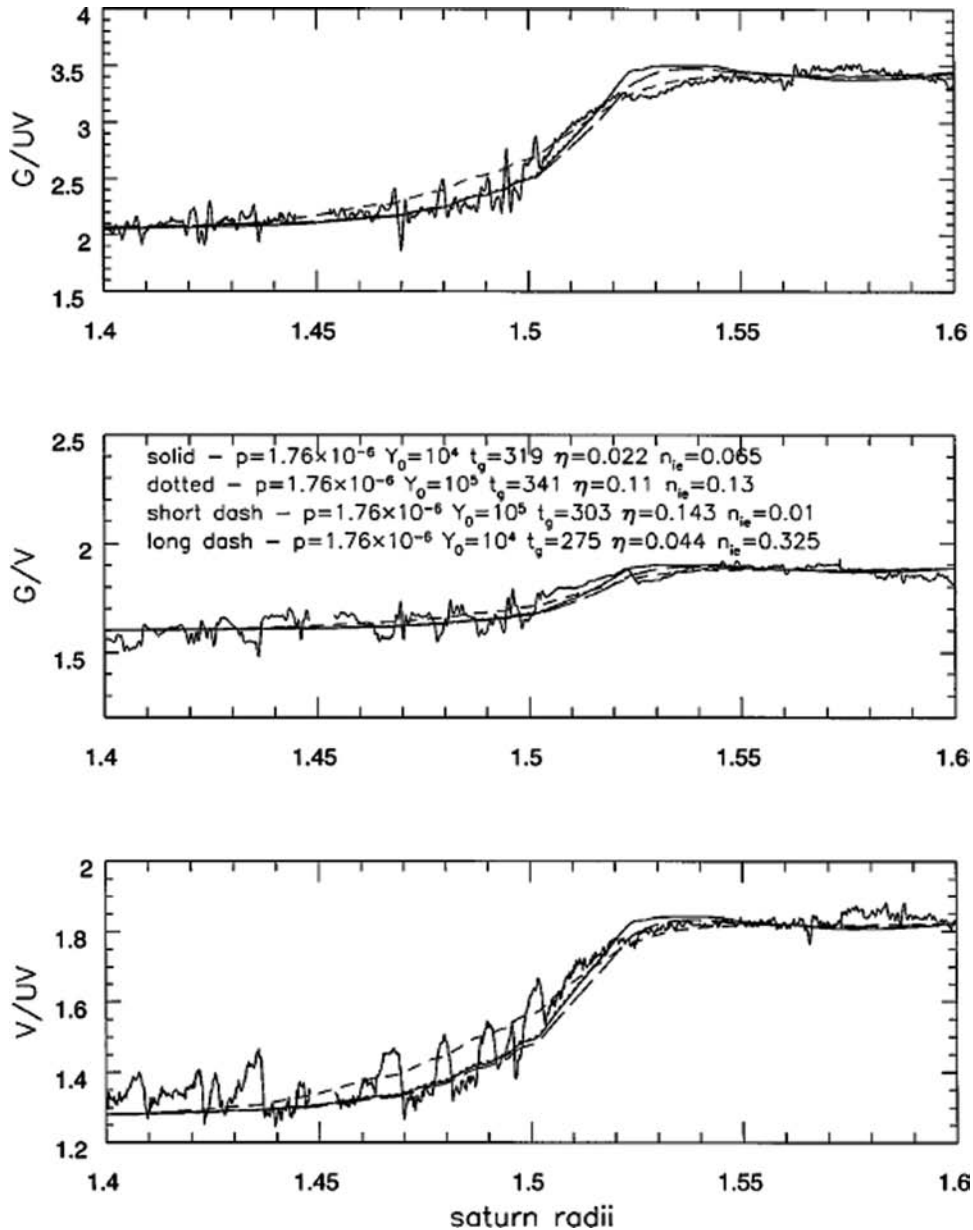 4
3.5
3
2.5
2
1.5
G/UV
1.4 1.45 1.5 1.55 1.6
2.5
2
1.5
G/V
solid – p=1.76×10⁻⁶ Y₀=10⁴ t_g=319 η=0.022 n_ie=0.065
dotted – p=1.76×10⁻⁶ Y₀=10⁵ t_g=341 η=0.11 n_ie=0.13
short dash – p=1.76×10⁻⁶ Y₀=10⁵ t_g=303 η=0.143 n_ie=0.01
long dash – p=1.76×10⁻⁶ Y₀=10⁴ t_g=275 η=0.044 n_ie=0.325
1.4 1.45 1.5 1.55 1.6
2
1.8
1.6
1.4
1.2
V/UV
1.4 1.45 1.5 1.55 1.6
saturn radii